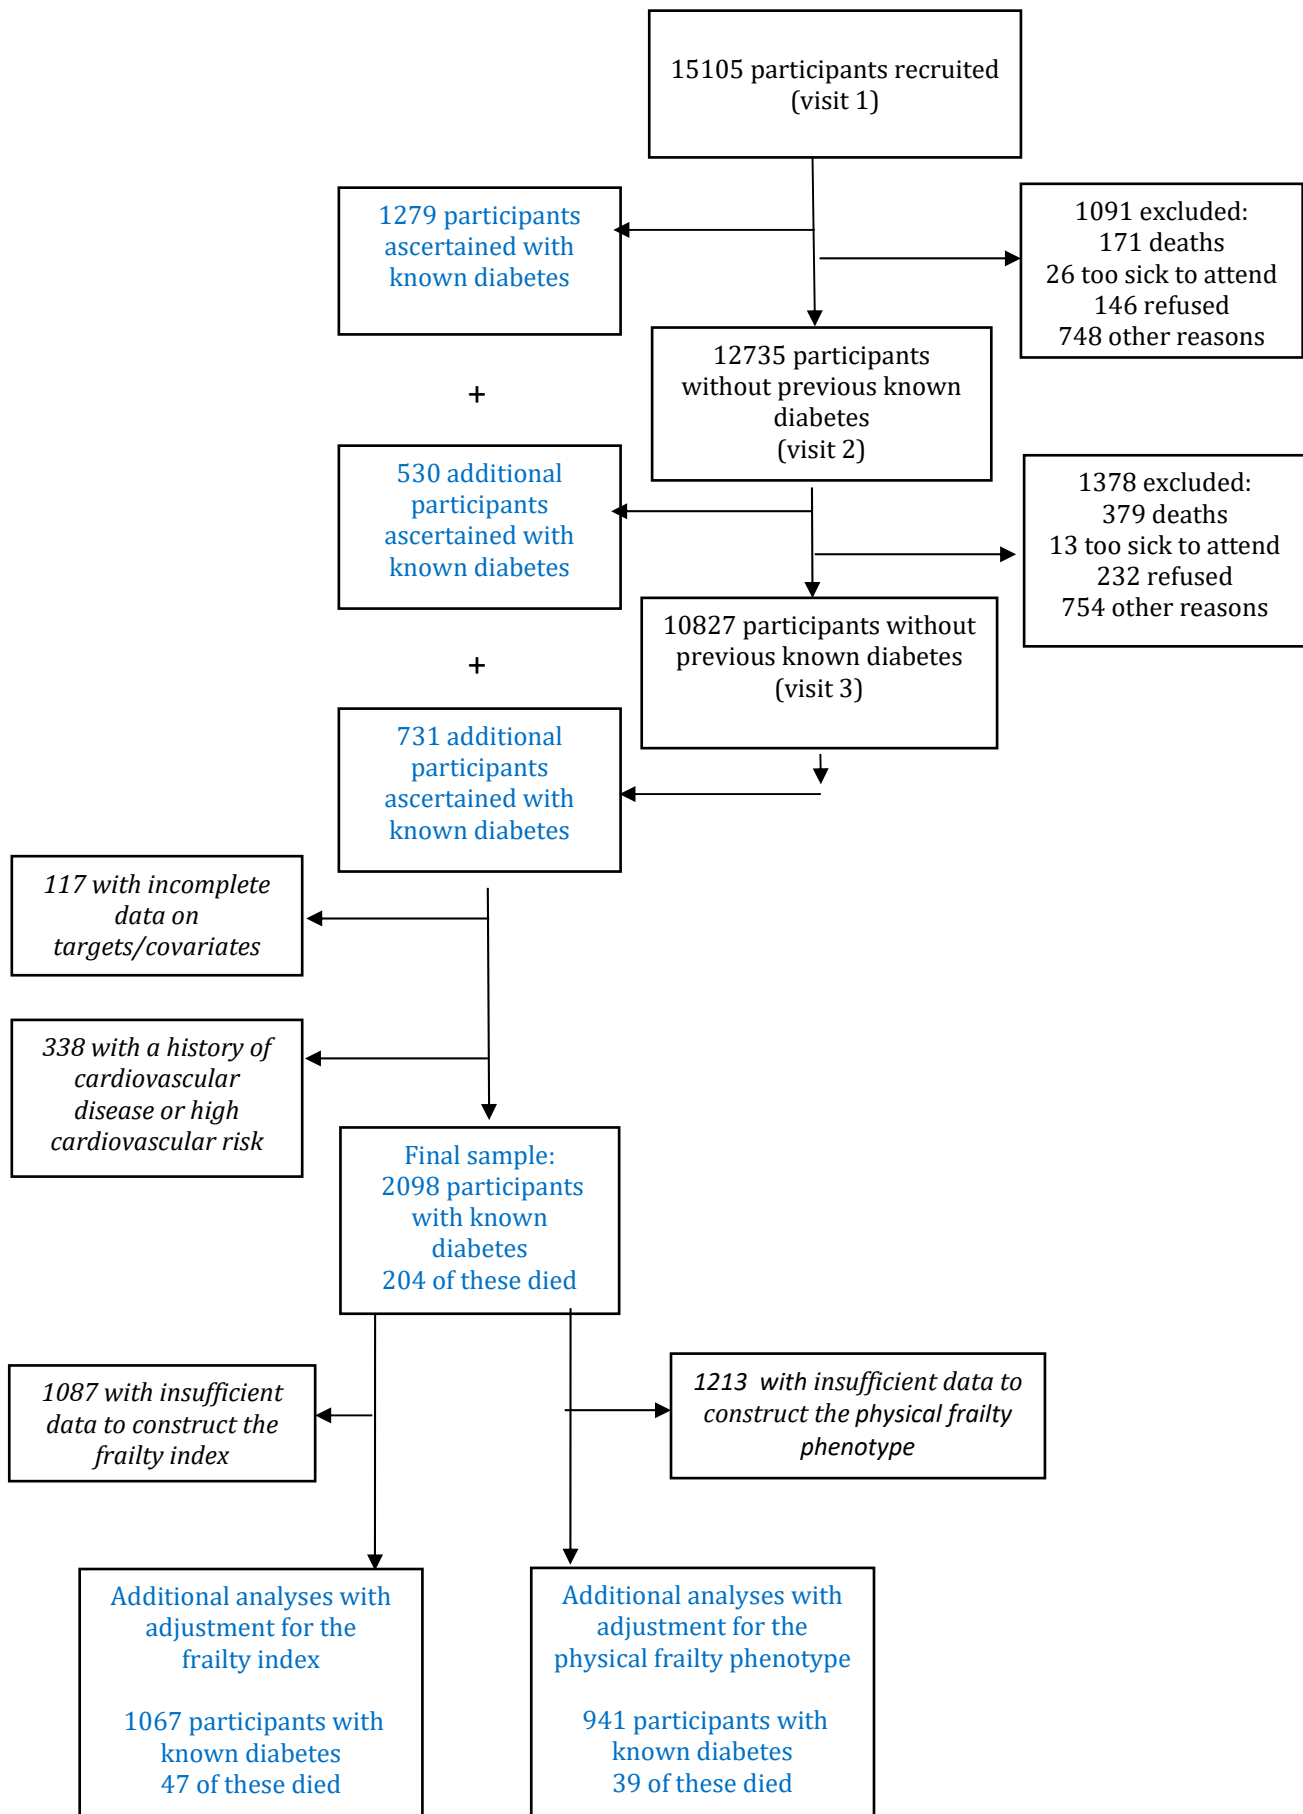 15105 participants recruited
(visit 1)
1279 participants
ascertained with
known diabetes
1091 excluded:
171 deaths
26 too sick to attend
146 refused
748 other reasons
12735 participants
without previous known
diabetes
(visit 2)
+
530 additional
participants
ascertained with
known diabetes
1378 excluded:
379 deaths
13 too sick to attend
232 refused
754 other reasons
10827 participants without
previous known diabetes
(visit 3)
+
731 additional
participants
ascertained with
known diabetes
117 with incomplete
data on
targets/covariates
338 with a history of
cardiovascular
disease or high
cardiovascular risk
Final sample:
2098 participants
with known
diabetes
204 of these died
1087 with insufficient
data to construct the
frailty index
1213 with insufficient data to
construct the physical frailty
phenotype
Additional analyses with
adjustment for the
frailty index
1067 participants with
known diabetes
47 of these died
Additional analyses with
adjustment for the
physical frailty phenotype
941 participants with
known diabetes
39 of these died